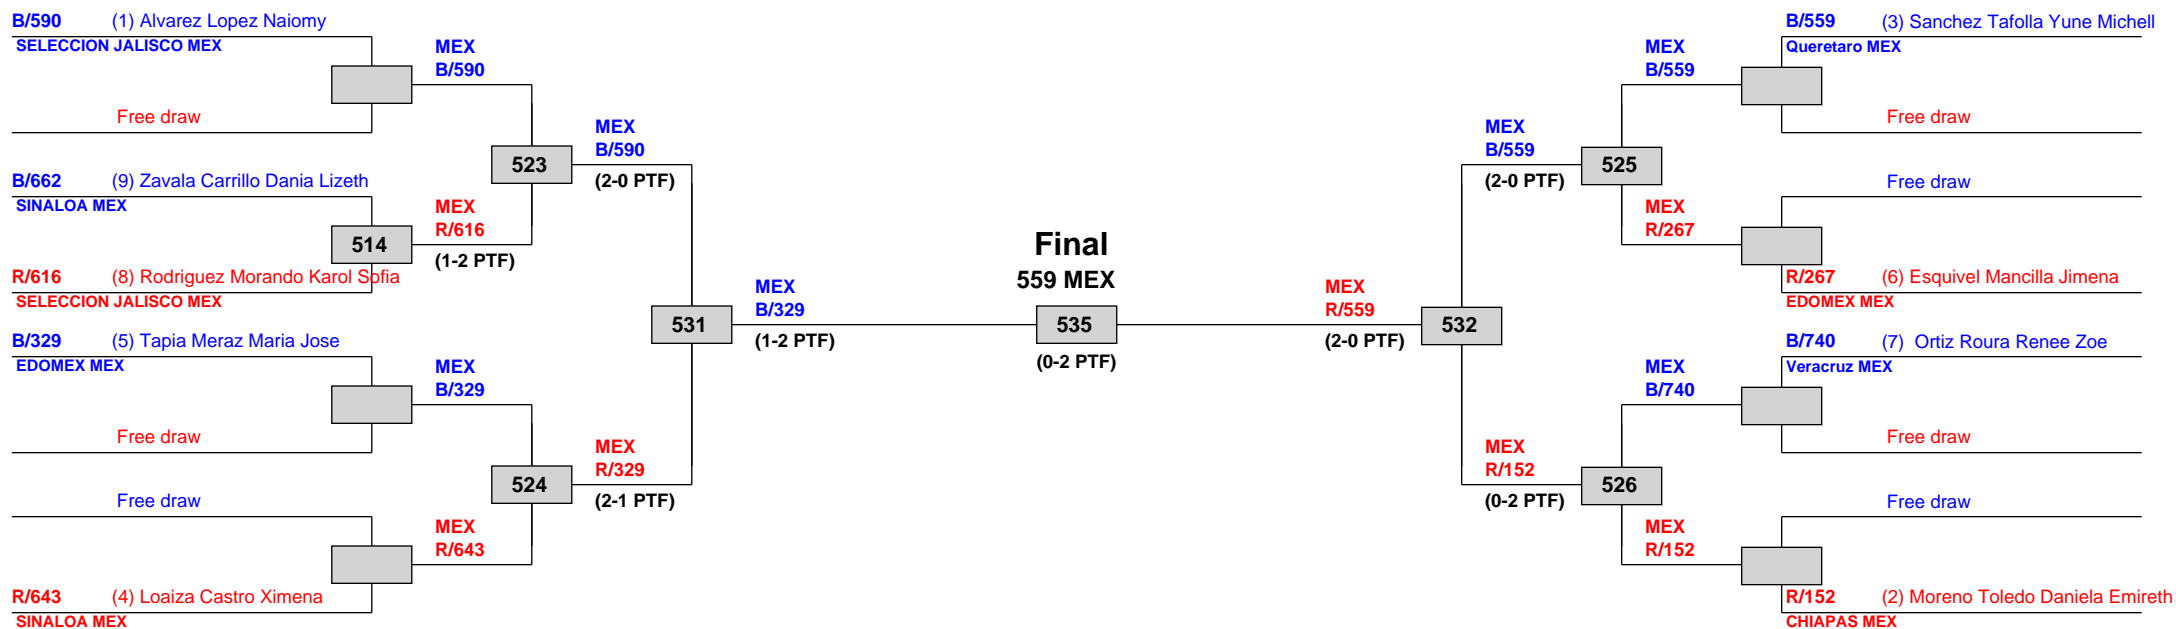 B/590 (1) Alvarez Lopez Naiomy
SELECCION JALISCO MEX
Free draw
B/662 (9) Zavala Carrillo Dania Lizeth
SINALOA MEX
R/616 (8) Rodriguez Morando Karol Sofia
SELECCION JALISCO MEX
B/329 (5) Tapia Meraz Maria Jose
EDOMEX MEX
Free draw
Free draw
R/643 (4) Loaiza Castro Ximena
SINALOA MEX
MEX
B/590
514
MEX
R/616
(1-2 PTF)
MEX
B/329
MEX
R/643
523
MEX
B/590
(2-0 PTF)
524
MEX
R/329
(2-1 PTF)
531
MEX
B/329
(1-2 PTF)
Final
559 MEX
535
(0-2 PTF)
MEX
R/559
(2-0 PTF)
532
MEX
B/559
(2-0 PTF)
525
MEX
R/152
(0-2 PTF)
526
MEX
B/559
MEX
R/267
MEX
B/740
MEX
R/152
B/559 (3) Sanchez Tafolla Yune Michell
Queretaro MEX
Free draw
Free draw
R/267 (6) Esquivel Mancilla Jimena
EDOMEX MEX
B/740 (7) Ortiz Roura Renee Zoe
Veracruz MEX
Free draw
Free draw
R/152 (2) Moreno Toledo Daniela Emireth
CHIAPAS MEX